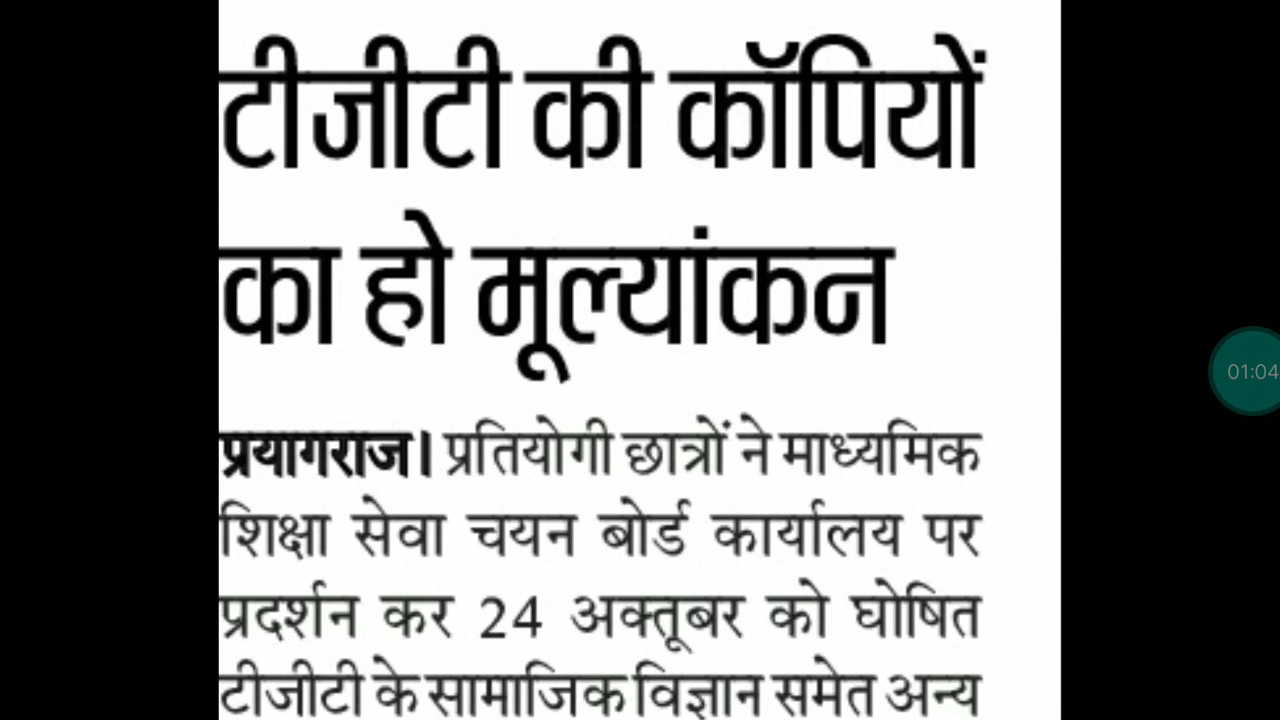 टीजीटी की कॉपियों
का हो मूल्यांकन
प्रयागराज। प्रतियोगी छात्रों ने माध्यमिक
शिक्षा सेवा चयन बोर्ड कार्यालय पर
प्रदर्शन कर 24 अक्तूबर को घोषित
टीजीटी के सामाजिक विज्ञान समेत अन्य
01:04